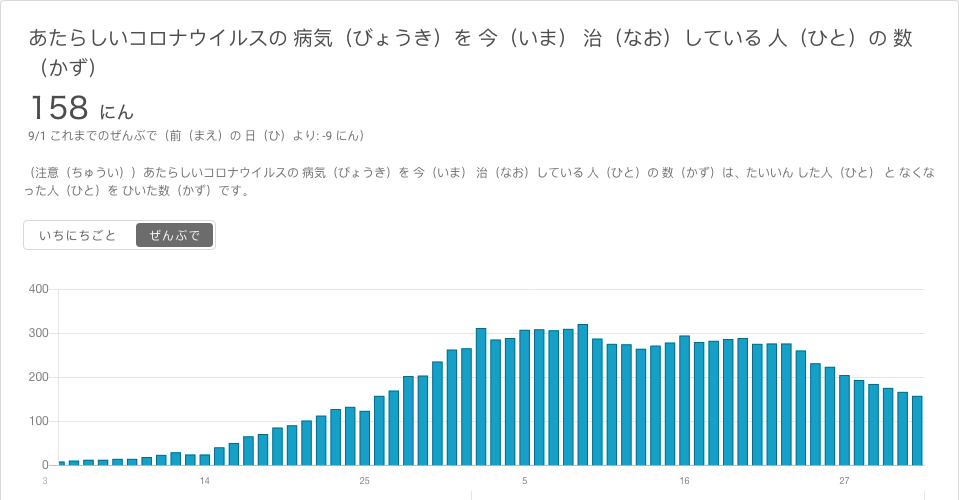 あたらしいコロナウイルスの 病気（びょうき）を 今（いま） 治（なお）している 人（ひと）の 数
（かず）
158 にん
9/1 これまでのぜんぶで（前（まえ）の 日（ひ）より: -9 にん）
（注意（ちゅうい））あたらしいコロナウイルスの 病気（びょうき）を 今（いま） 治（なお）している 人（ひと）の 数（かず）は、たいいん した人（ひと） と なくな
った人（ひと）を ひいた数（かず）です。
いちにちごと ぜんぶで
400
300
200
100
0
3 14 25 5 16 27